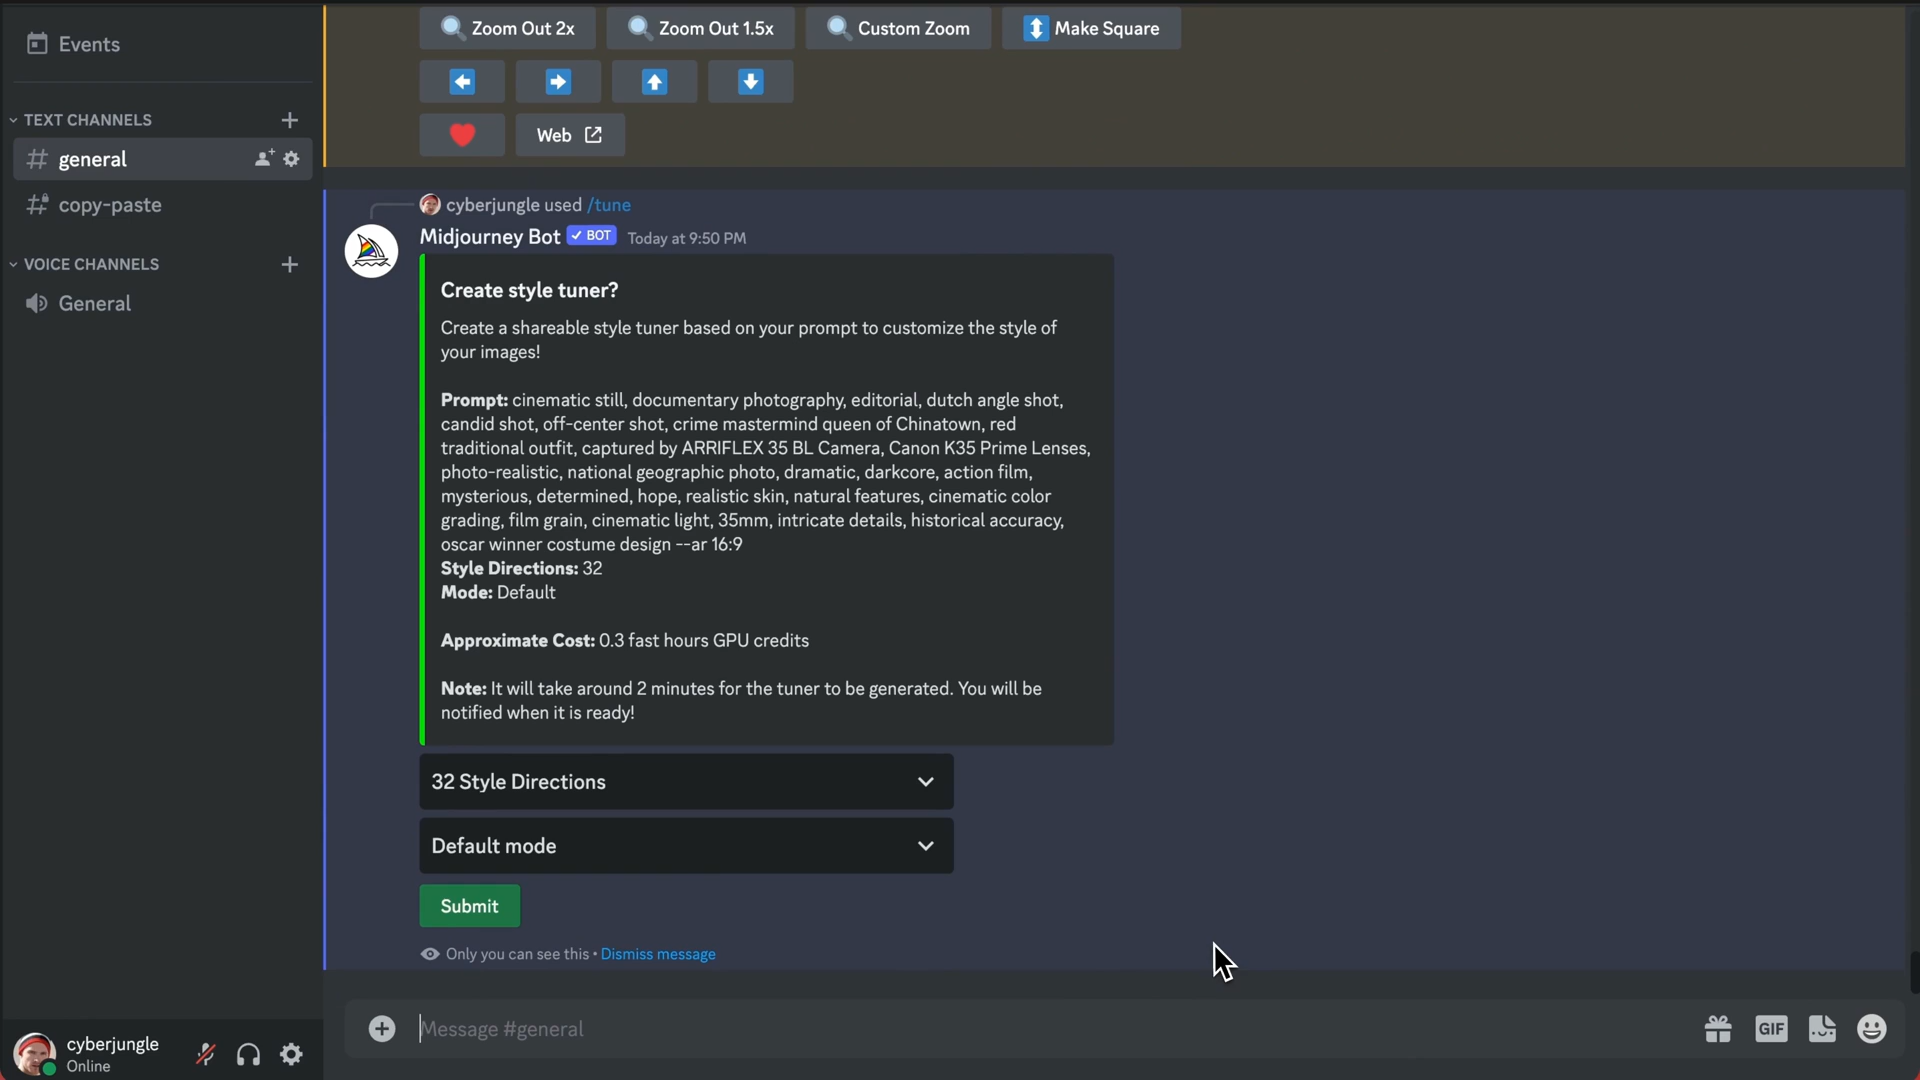 Events
TEXT CHANNELS
general
copy-paste
VOICE CHANNELS
General
Zoom Out 2x
Zoom Out 1.5x
Custom Zoom
Make Square
Web
cyberjungle used /tune
Midjourney Bot BOT Today at 9:50 PM
Create style tuner?
Create a shareable style tuner based on your prompt to customize the style of
your images!
Prompt: cinematic still, documentary photography, editorial, dutch angle shot,
candid shot, off-center shot, crime mastermind queen of Chinatown, red
traditional outfit, captured by ARRIFLEX 35 BL Camera, Canon K35 Prime Lenses,
photo-realistic, national geographic photo, dramatic, darkcore, action film,
mysterious, determined, hope, realistic skin, natural features, cinematic color
grading, film grain, cinematic light, 35mm, intricate details, historical accuracy,
oscar winner costume design --ar 16:9
Style Directions: 32
Mode: Default
Approximate Cost: 0.3 fast hours GPU credits
Note: It will take around 2 minutes for the tuner to be generated. You will be
notified when it is ready!
32 Style Directions
Default mode
Submit
Only you can see this • Dismiss message
Message #general
GIF
cyberjungle
Online